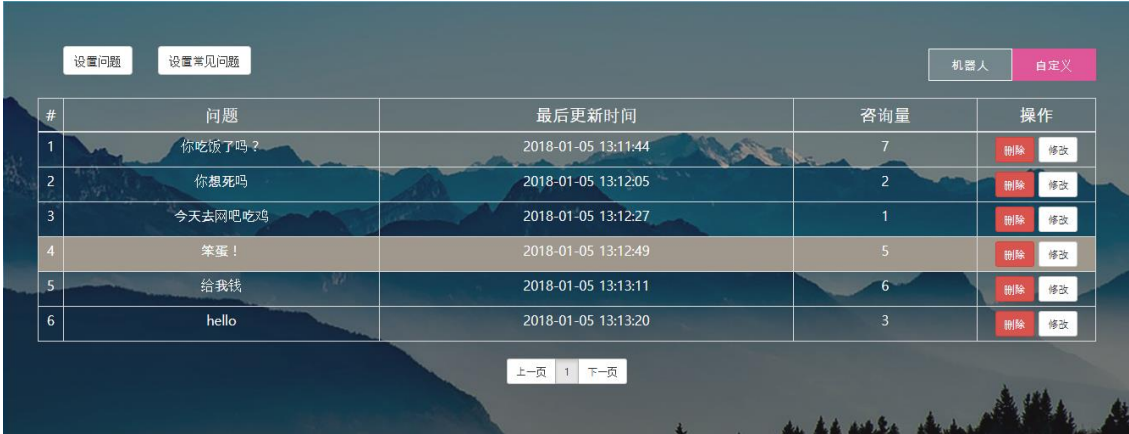 设置问题 设置常见问题 机器人 自定义
# 问题 最后更新时间 咨询量 操作
1 你吃饭了吗？ 2018-01-05 13:11:44 7 删除 修改
2 你想死吗 2018-01-05 13:12:05 2 删除 修改
3 今天去网吧吃鸡 2018-01-05 13:12:27 1 删除 修改
4 笨蛋！ 2018-01-05 13:12:49 5 删除 修改
5 给我钱 2018-01-05 13:13:11 6 删除 修改
6 hello 2018-01-05 13:13:20 3 删除 修改
上一页 1 下一页